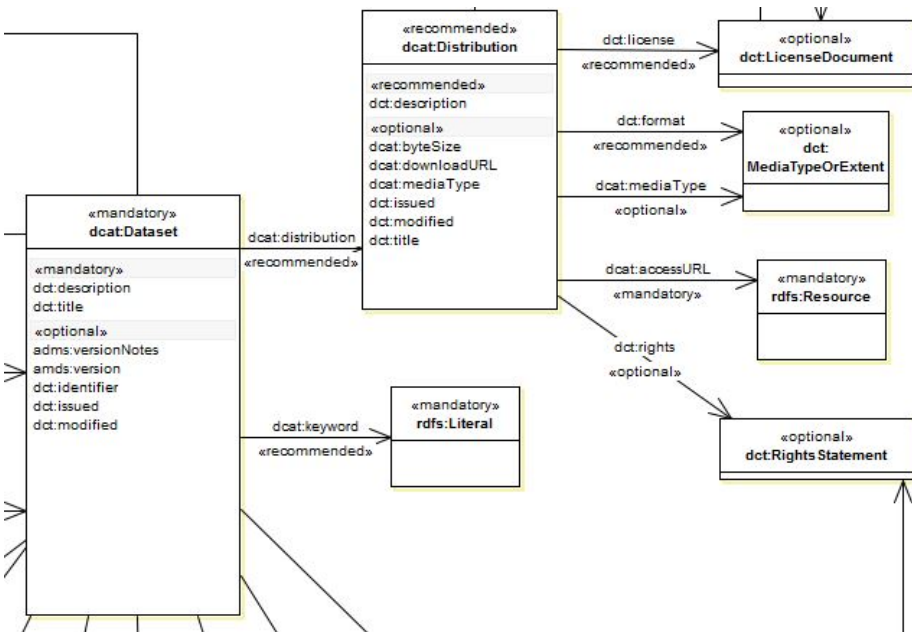 «recommended»
dcat:Distribution
«recommended»
dct:description
«optional»
dcat:byteSize
dcat:downloadURL
dcat:mediaType
dct:issued
dct:modified
dct:title
dct:license
«recommended»
«optional»
dct:LicenseDocument
dct:format
«recommended»
«optional»
dct:
MediaTypeOrExtent
dcat:mediaType
«optional»
«mandatory»
dcat:Dataset
«mandatory»
dct:description
dct:title
«optional»
adms:versionNotes
amds:version
dct:identifier
dct:issued
dct:modified
dcat:distribution
«recommended»
dcat:accessURL
«mandatory»
«mandatory»
rdfs:Resource
dct:rights
«optional»
dcat:keyword
«recommended»
«mandatory»
rdfs:Literal
«optional»
dct:RightsStatement